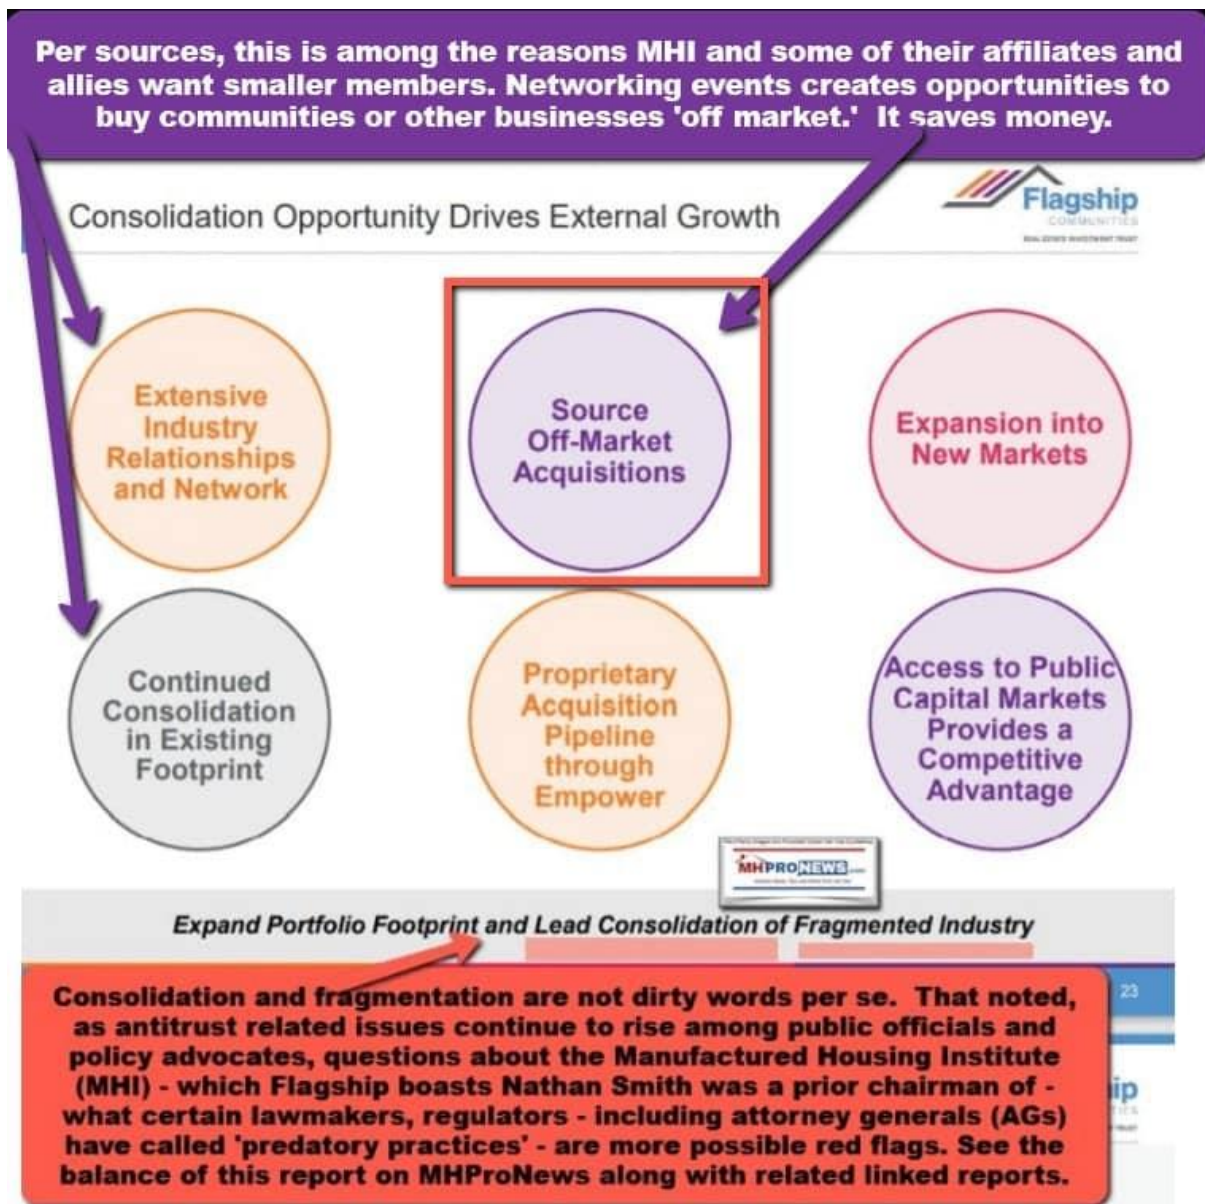 Per sources, this is among the reasons MHI and some of their affiliates and
allies want smaller members. Networking events creates opportunities to
buy communities or other businesses 'off market.' It saves money.
Consolidation Opportunity Drives External Growth
Flagship
COMMUNITIES
REAL ESTATE INVESTMENT TRUST
Extensive
Industry
Relationships
and Network
Source
Off-Market
Acquisitions
Expansion into
New Markets
Continued
Consolidation
in Existing
Footprint
Proprietary
Acquisition
Pipeline
through
Empower
Access to Public
Capital Markets
Provides a
Competitive
Advantage
MHPRONEWS.com
Expand Portfolio Footprint and Lead Consolidation of Fragmented Industry
23
Consolidation and fragmentation are not dirty words per se. That noted,
as antitrust related issues continue to rise among public officials and
policy advocates, questions about the Manufactured Housing Institute
(MHI) - which Flagship boasts Nathan Smith was a prior chairman of -
what certain lawmakers, regulators - including attorney generals (AGs)
have called 'predatory practices' - are more possible red flags. See the
balance of this report on MHProNews along with related linked reports.
ip